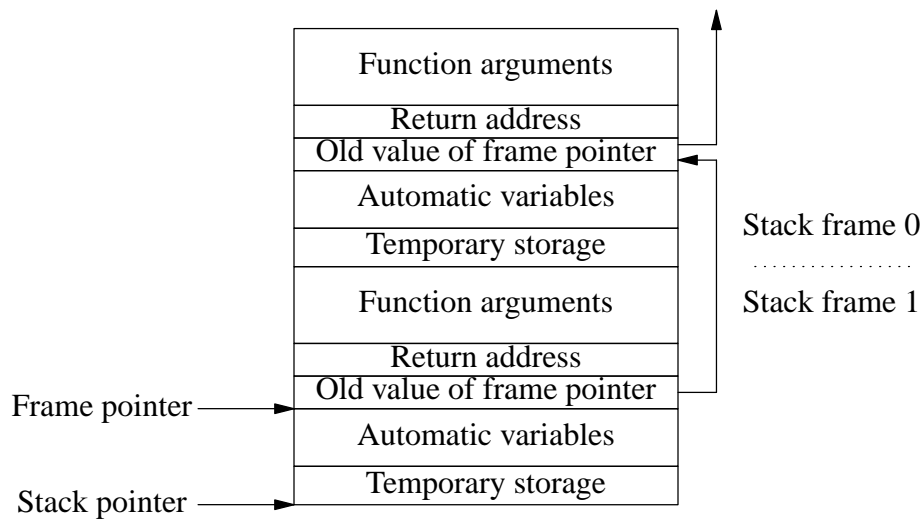 Function arguments
Return address
Old value of frame pointer
Automatic variables
Stack frame 0
Temporary storage
Function arguments
Stack frame 1
Return address
Old value of frame pointer
Frame pointer
Automatic variables
Temporary storage
Stack pointer